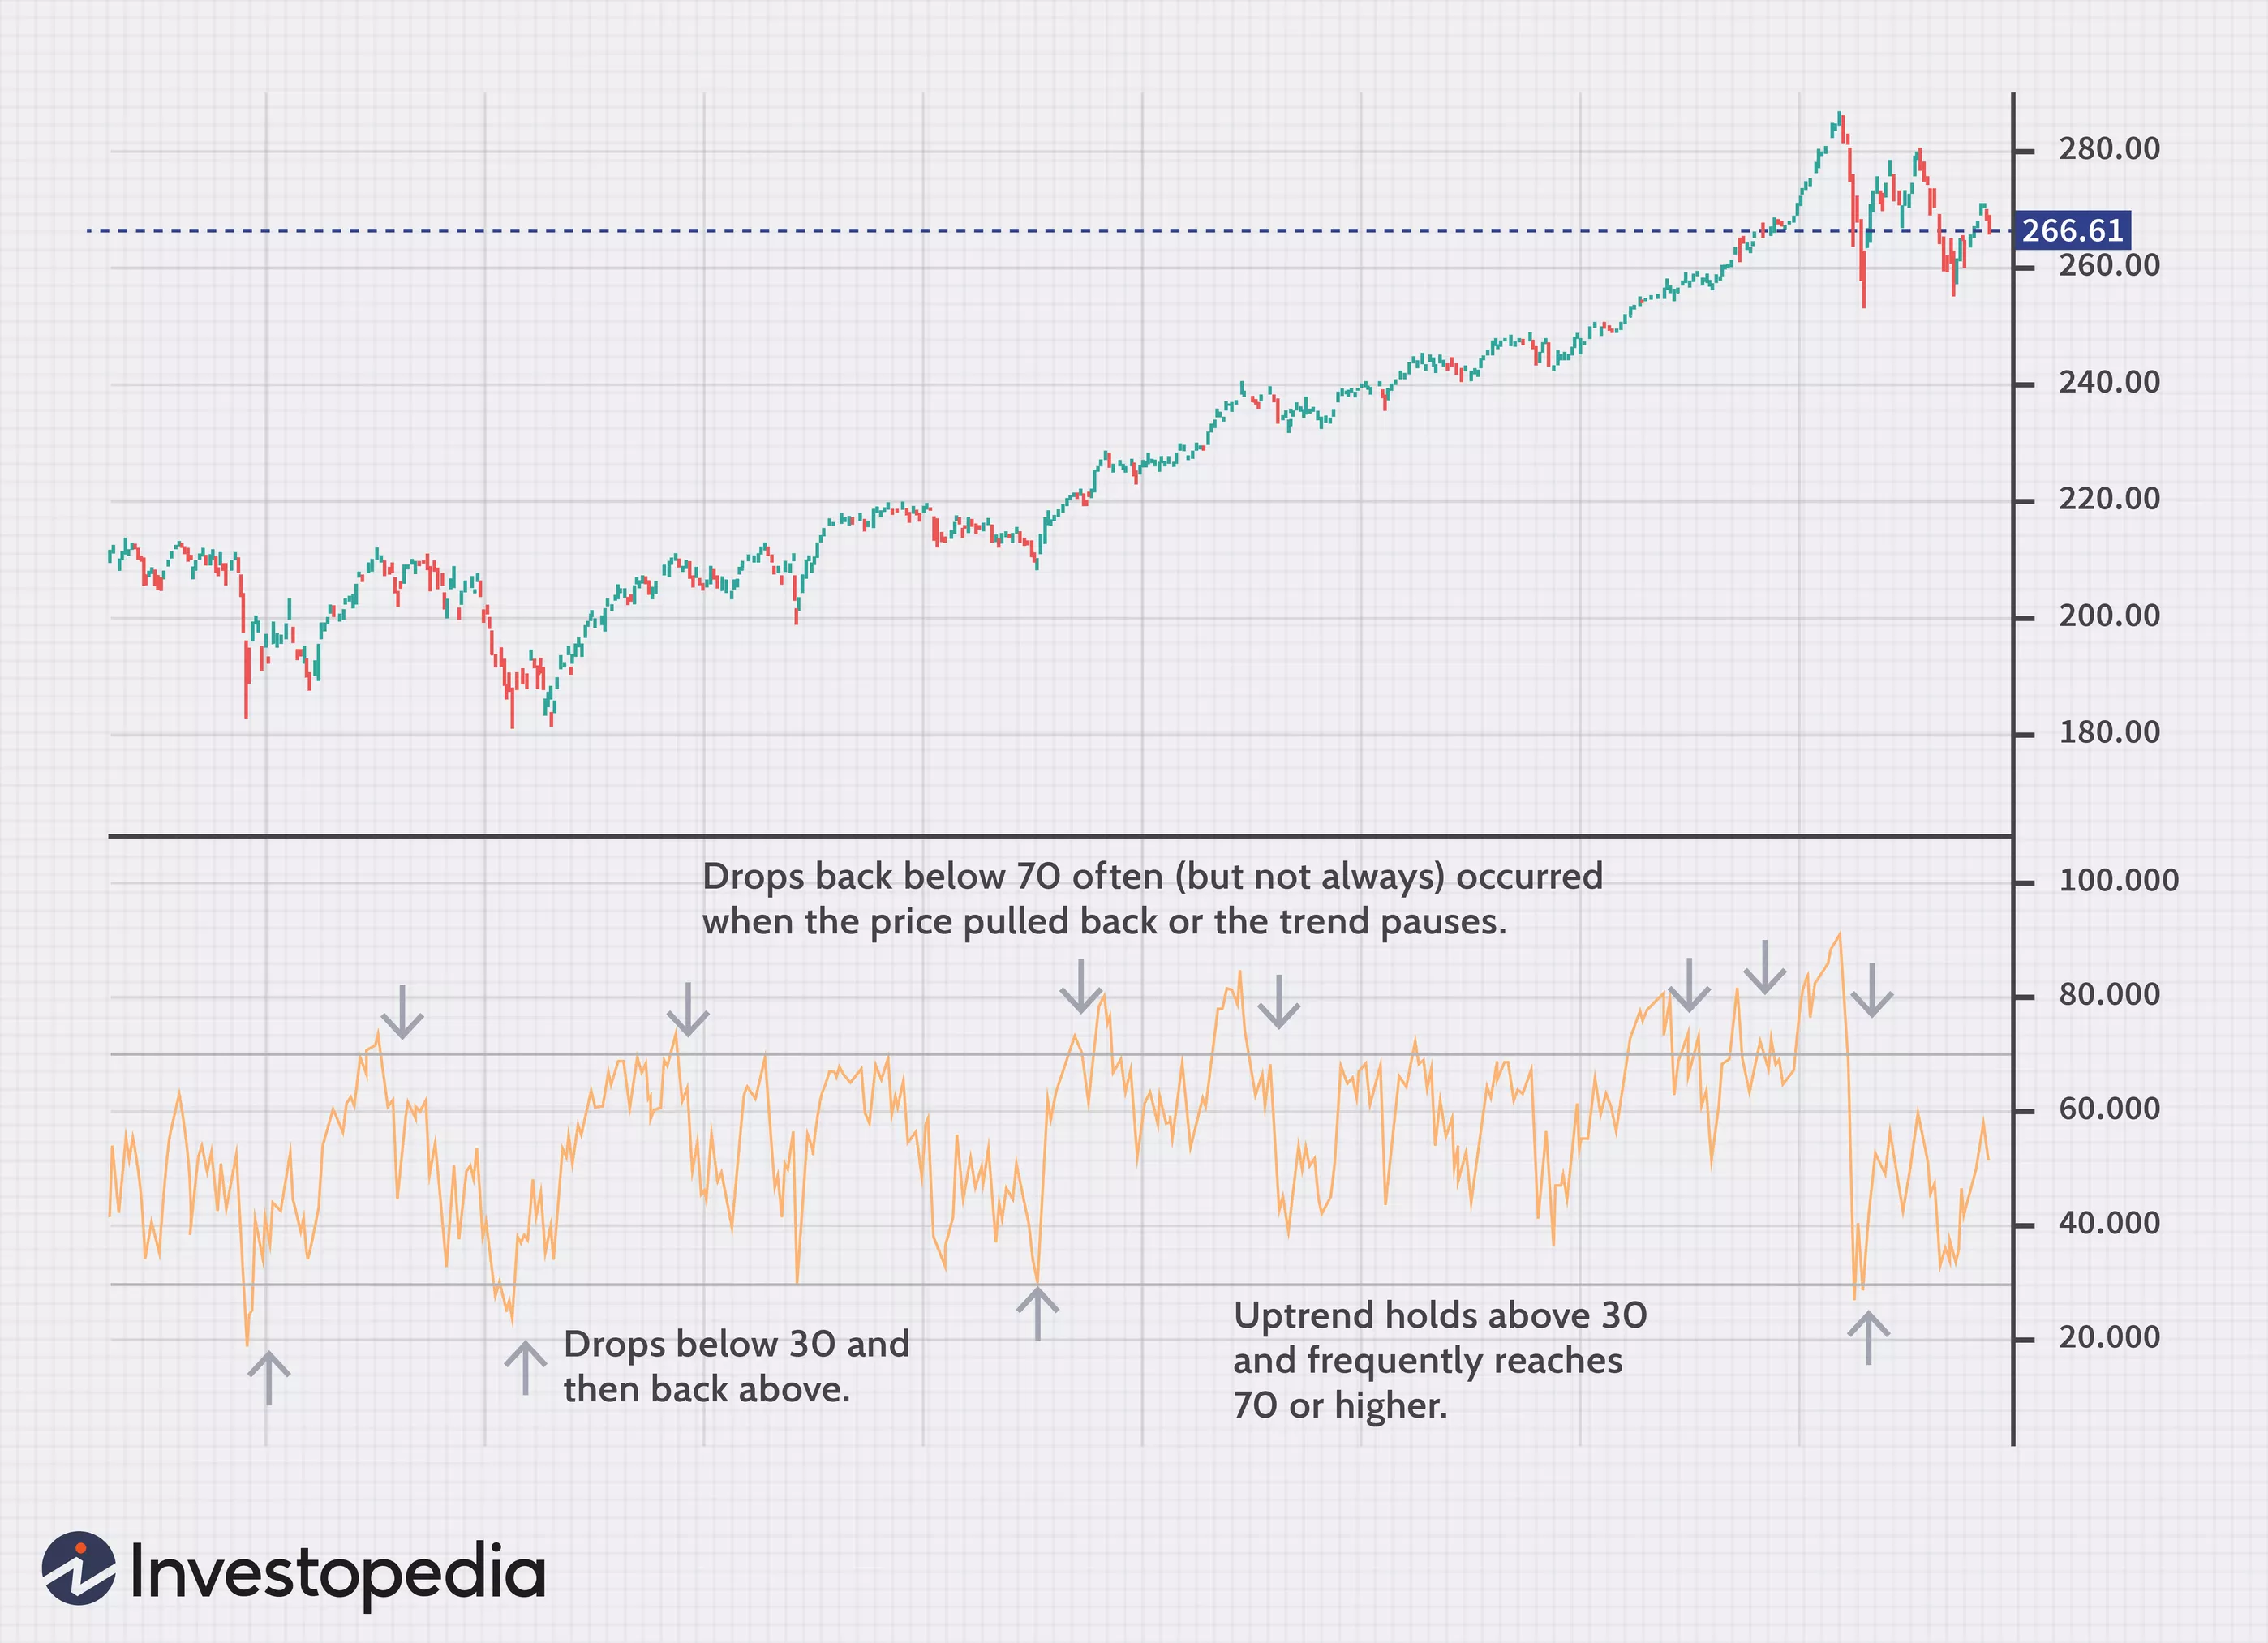 280.00
266.61
260.00
240.00
220.00
200.00
180.00
Drops back below 70 often (but not always) occurred
when the price pulled back or the trend pauses.
100.000
80.000
60.000
40.000
20.000
Drops below 30 and
then back above.
Uptrend holds above 30
and frequently reaches
70 or higher.
Investopedia